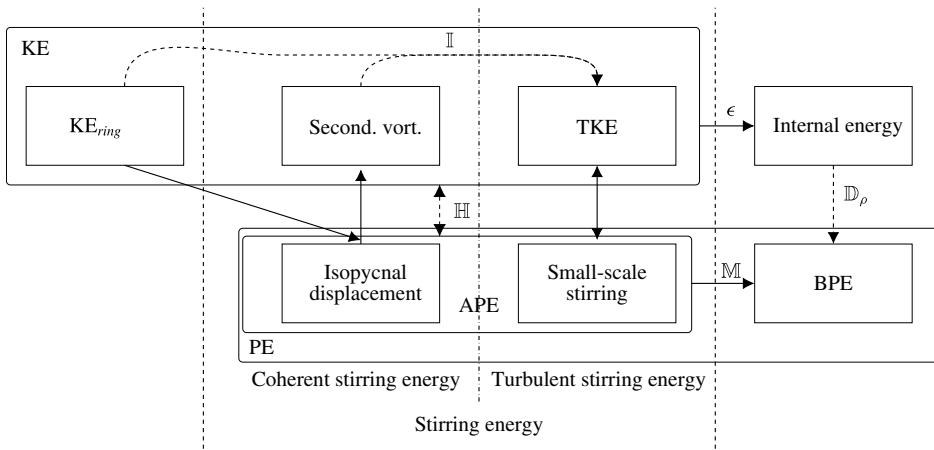 KE
𝕀
KE_ring
Second. vort.
TKE
ϵ
Internal energy
ℍ
𝔻_ρ
Isopycnal
displacement
APE
Small-scale
stirring
𝕄
BPE
PE
Coherent stirring energy
Turbulent stirring energy
Stirring energy